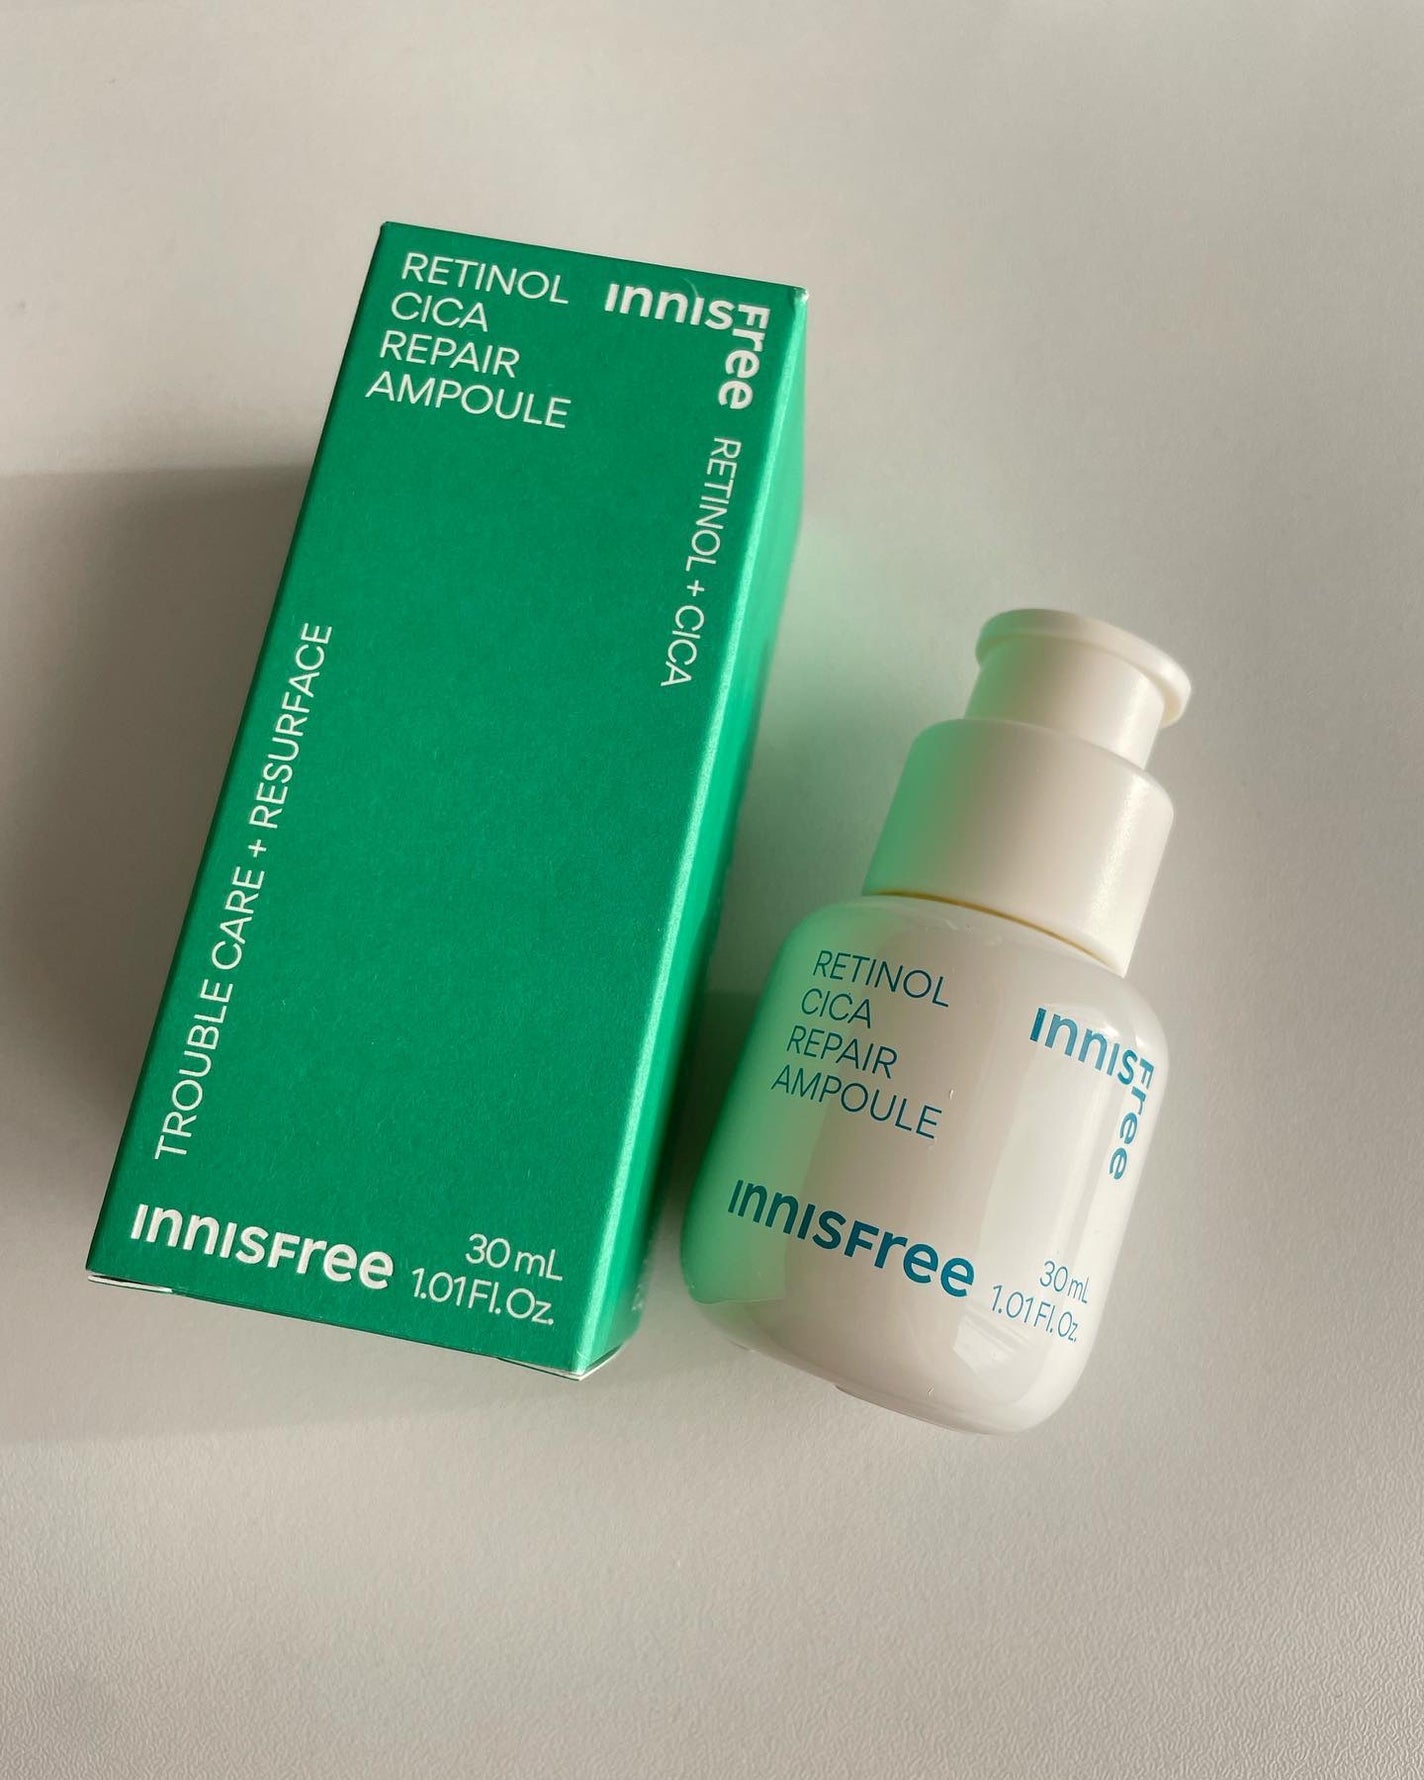 RETINOL
CICA
REPAIR
AMPOULE
INNISFree
RETINOL + CICA
TROUBLE CARE + RESURFACE
INNISFree
30 mL
1.01 Fl. Oz.
RETINOL
CICA
REPAIR
AMPOULE
INNISFree
INNISFree
30 mL
1.01 Fl. Oz.